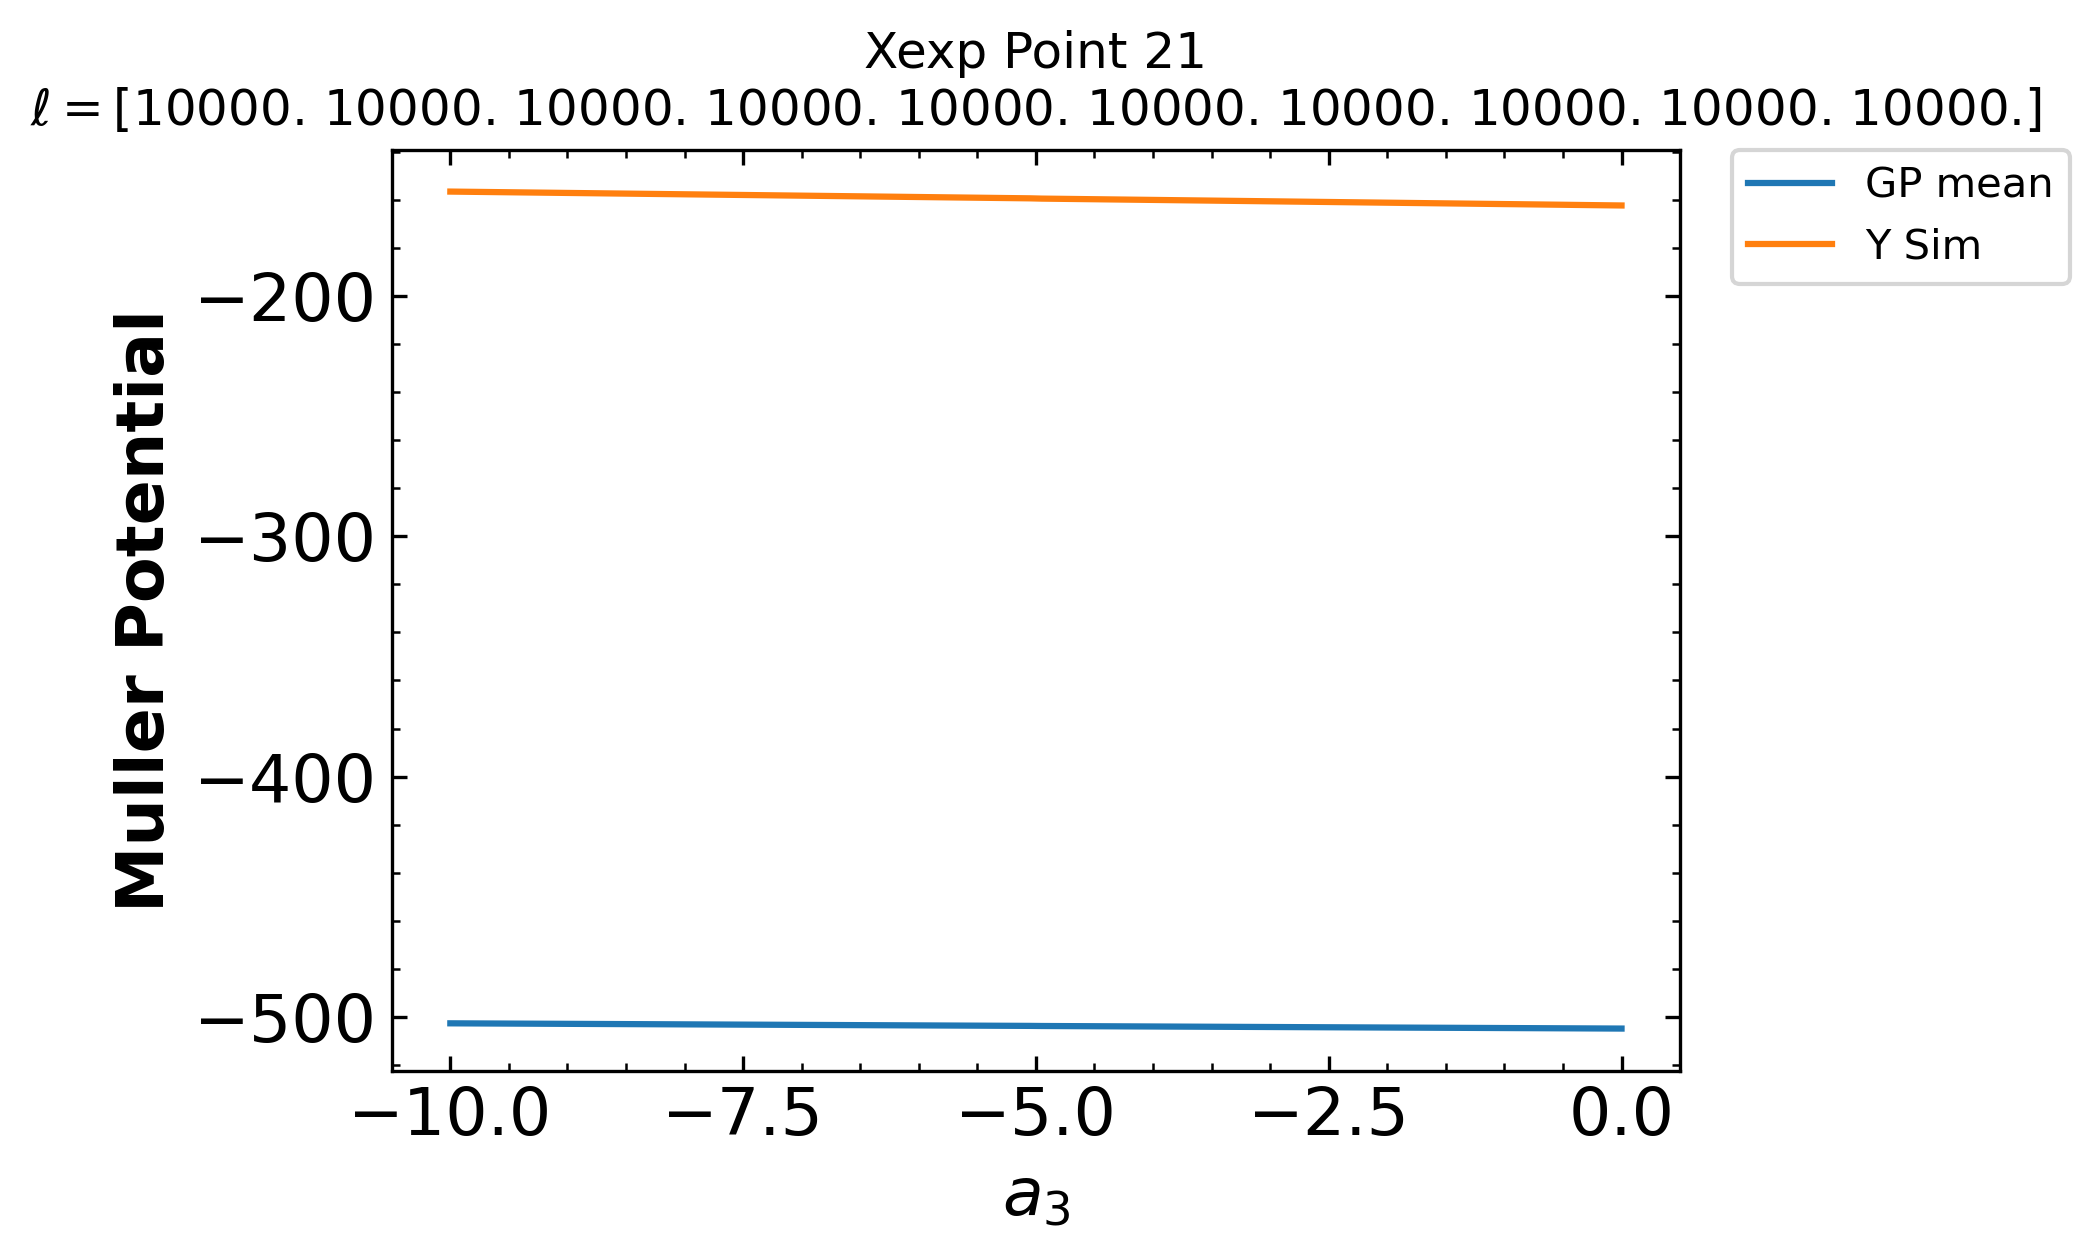 Xexp Point 21
ℓ = [10000. 10000. 10000. 10000. 10000. 10000. 10000. 10000. 10000. 10000.]
GP mean
Y Sim
Muller Potential
−200
−300
−400
−500
−10.0 −7.5 −5.0 −2.5 0.0
a₃